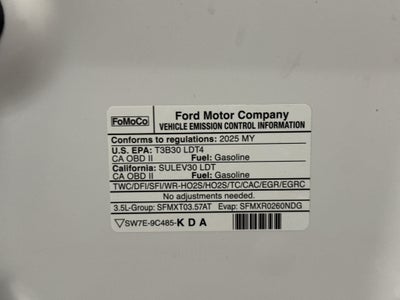 FoMoCo
Ford Motor Company
VEHICLE EMISSION CONTROL INFORMATION
Conforms to regulations: 2025 MY
U.S. EPA: T3B30 LDT4
CA OBD II Fuel: Gasoline
California: SULEV30 LDT
CA OBD II Fuel: Gasoline
TWC/DFI/SFI/WR-HO2S/HO2S/TC/CAC/EGR/EGRC
No adjustments needed.
3.5L-Group: SFMXT03.57AT Evap: SFMXR0260NDG
SW7E-9C485-KDA